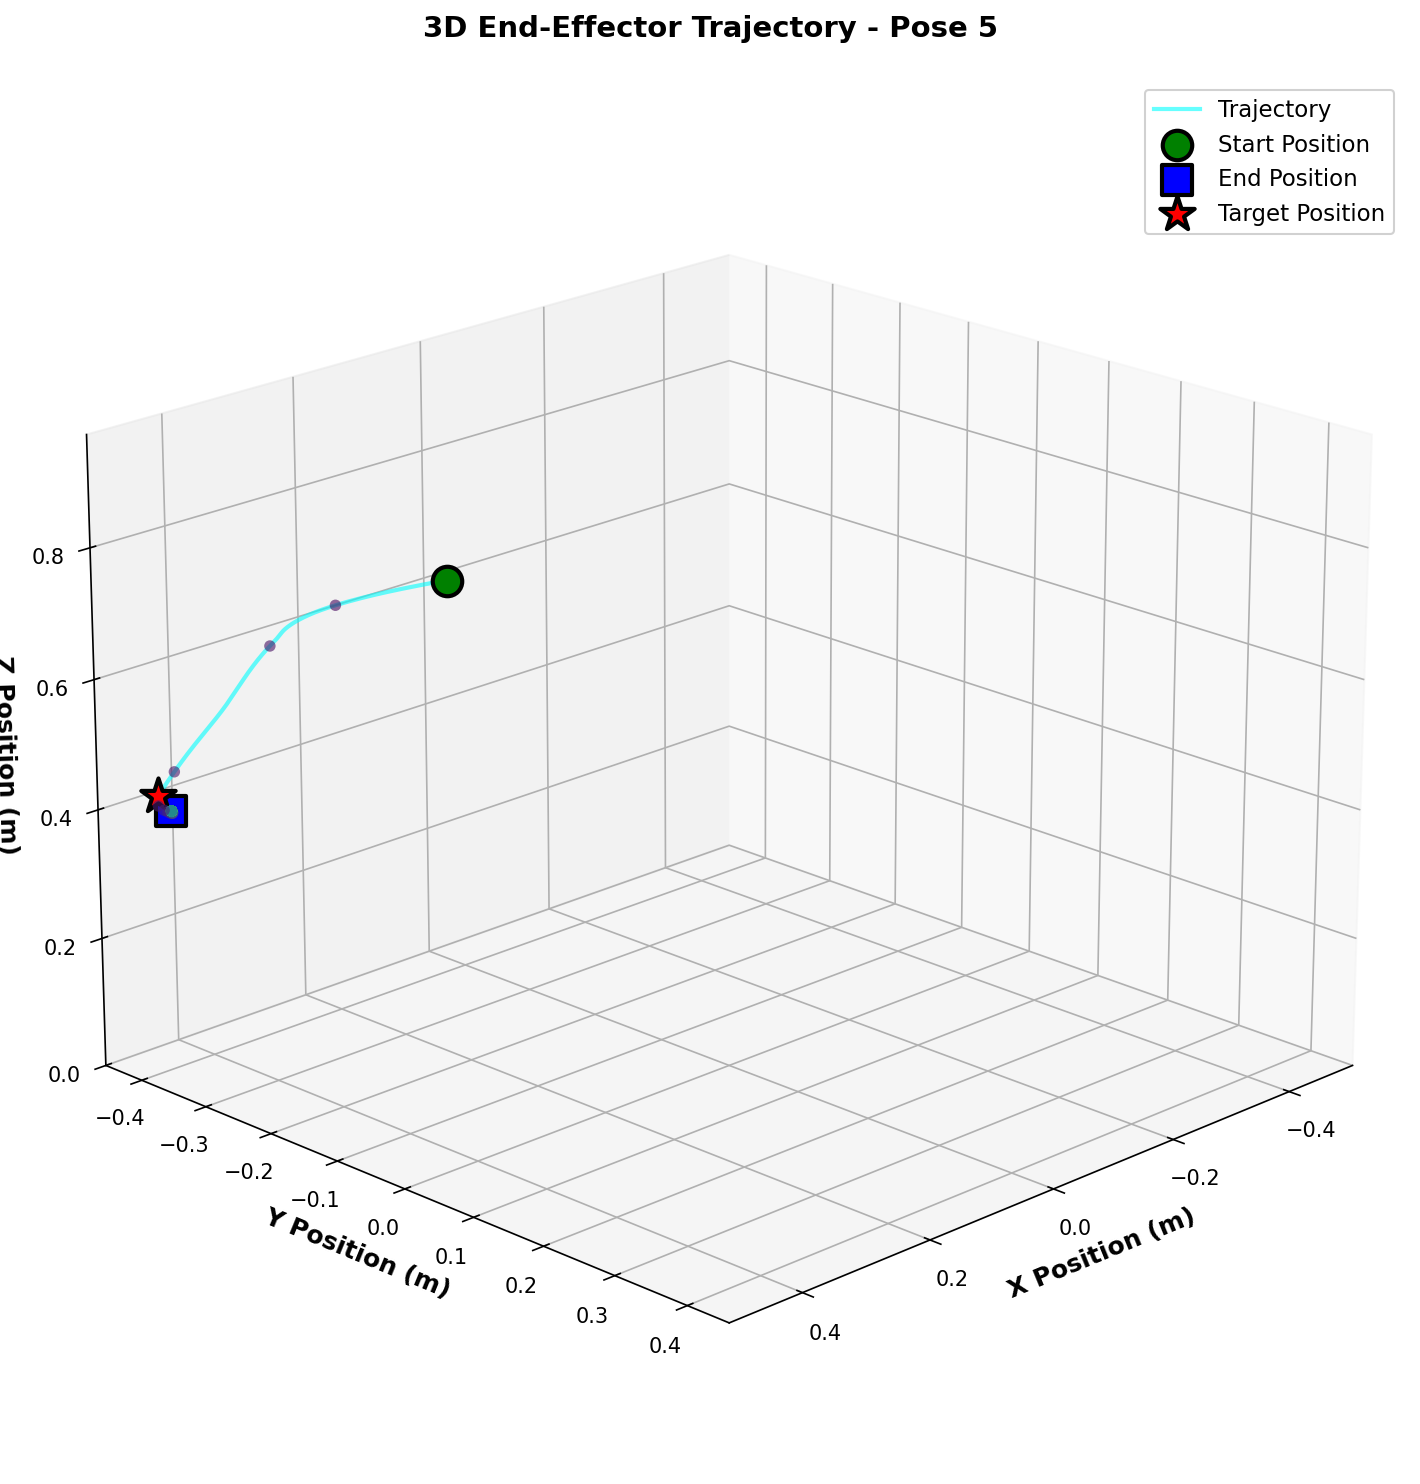 3D End-Effector Trajectory - Pose 5
Trajectory
Start Position
End Position
Target Position
0.8
0.6
0.4
0.2
0.0
Z Position (m)
−0.4
−0.3
−0.2
−0.1
0.0
0.1
0.2
0.3
0.4
Y Position (m)
−0.4
−0.2
0.0
0.2
0.4
X Position (m)